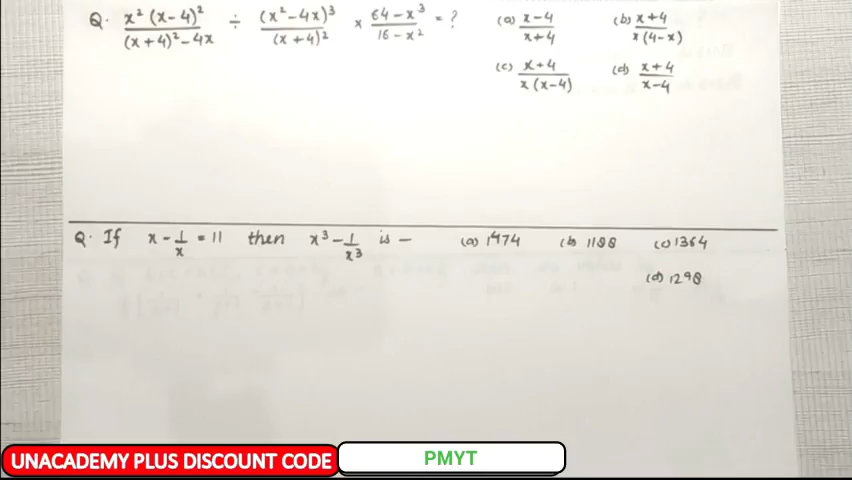 Q. x² (x-4)² / (x+4)² - 4x ÷ (x² - 4x)³ / (x+4)² × 64 - x³ / 16 - x² = ? (a) x-4 / x+4 (b) x+4 / x(4-x)
(c) x+4 / x(x-4) (d) x+4 / x-4
Q. If x - 1/x = 11 then x³ - 1/x³ is - (a) 1474 (b) 1188 (c) 1364
(d) 1298
UNACADEMY PLUS DISCOUNT CODE PMYT